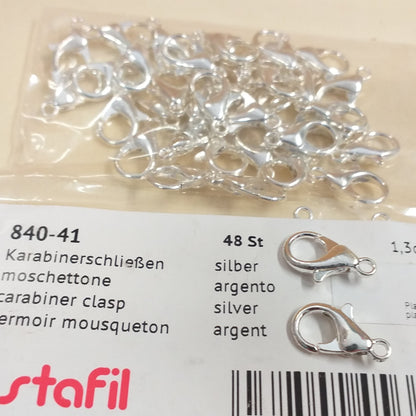 840-41
Karabinerschließen
moschettone
carabiner clasp
ermoir mousqueton
48 St
silber
argento
silver
argent
1,3
stafil